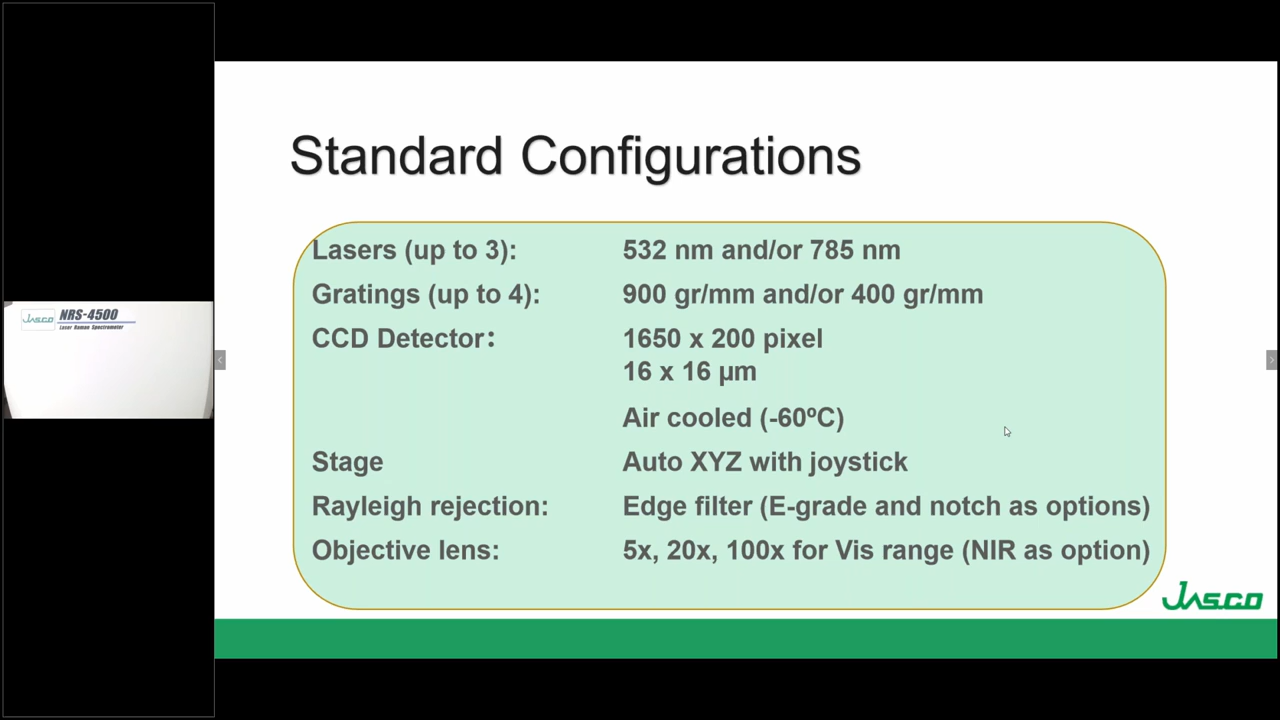 Standard Configurations
Lasers (up to 3): 532 nm and/or 785 nm
Gratings (up to 4): 900 gr/mm and/or 400 gr/mm
CCD Detector: 1650 x 200 pixel
16 x 16 µm
Air cooled (-60ºC)
Stage Auto XYZ with joystick
Rayleigh rejection: Edge filter (E-grade and notch as options)
Objective lens: 5x, 20x, 100x for Vis range (NIR as option)
Jasco
Jasco NRS-4500
Laser Raman Spectrometer